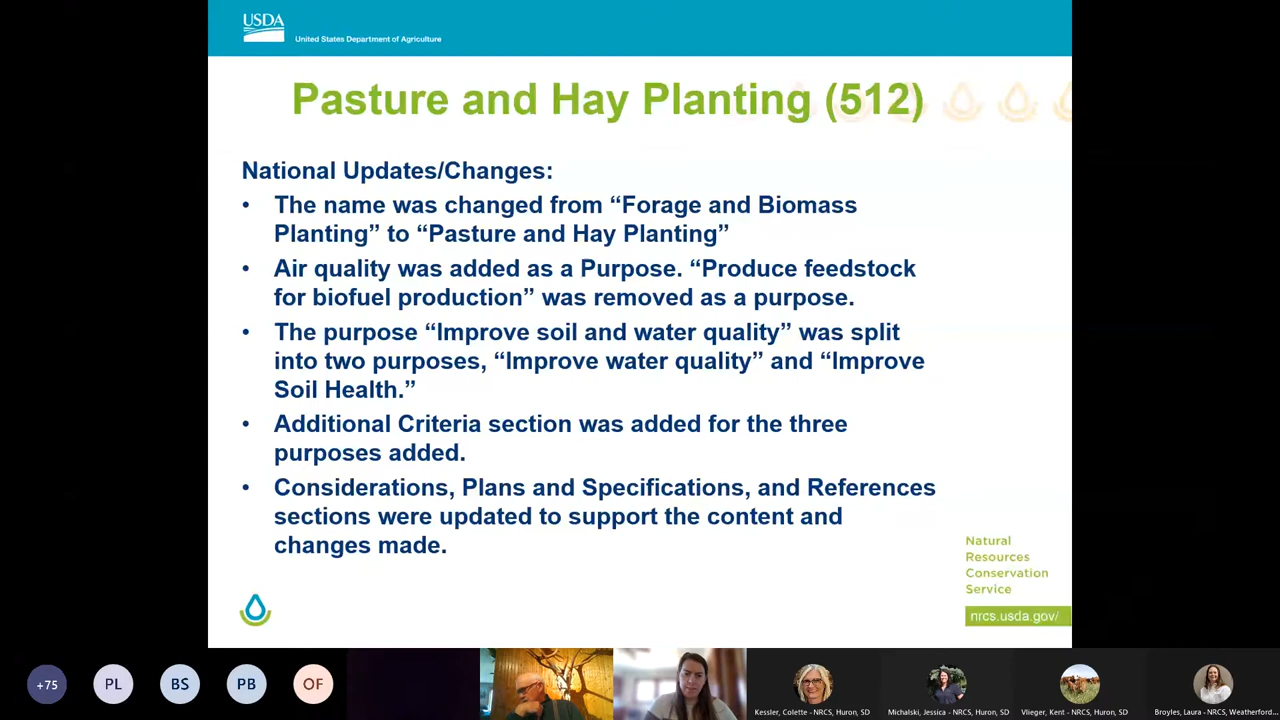 USDA
United States Department of Agriculture
Pasture and Hay Planting (512)
National Updates/Changes:
• The name was changed from “Forage and Biomass
Planting” to “Pasture and Hay Planting”
• Air quality was added as a Purpose. “Produce feedstock
for biofuel production” was removed as a purpose.
• The purpose “Improve soil and water quality” was split
into two purposes, “Improve water quality” and “Improve
Soil Health.”
• Additional Criteria section was added for the three
purposes added.
• Considerations, Plans and Specifications, and References
sections were updated to support the content and
changes made.
Natural
Resources
Conservation
Service
nrcs.usda.gov/
+75
PL
BS
PB
OF
Kessler, Colette - NRCS, Huron, SD
Michalski, Jessica - NRCS, Huron, SD
Vlieger, Kent - NRCS, Huron, SD
Broyles, Laura - NRCS, Weatherford...